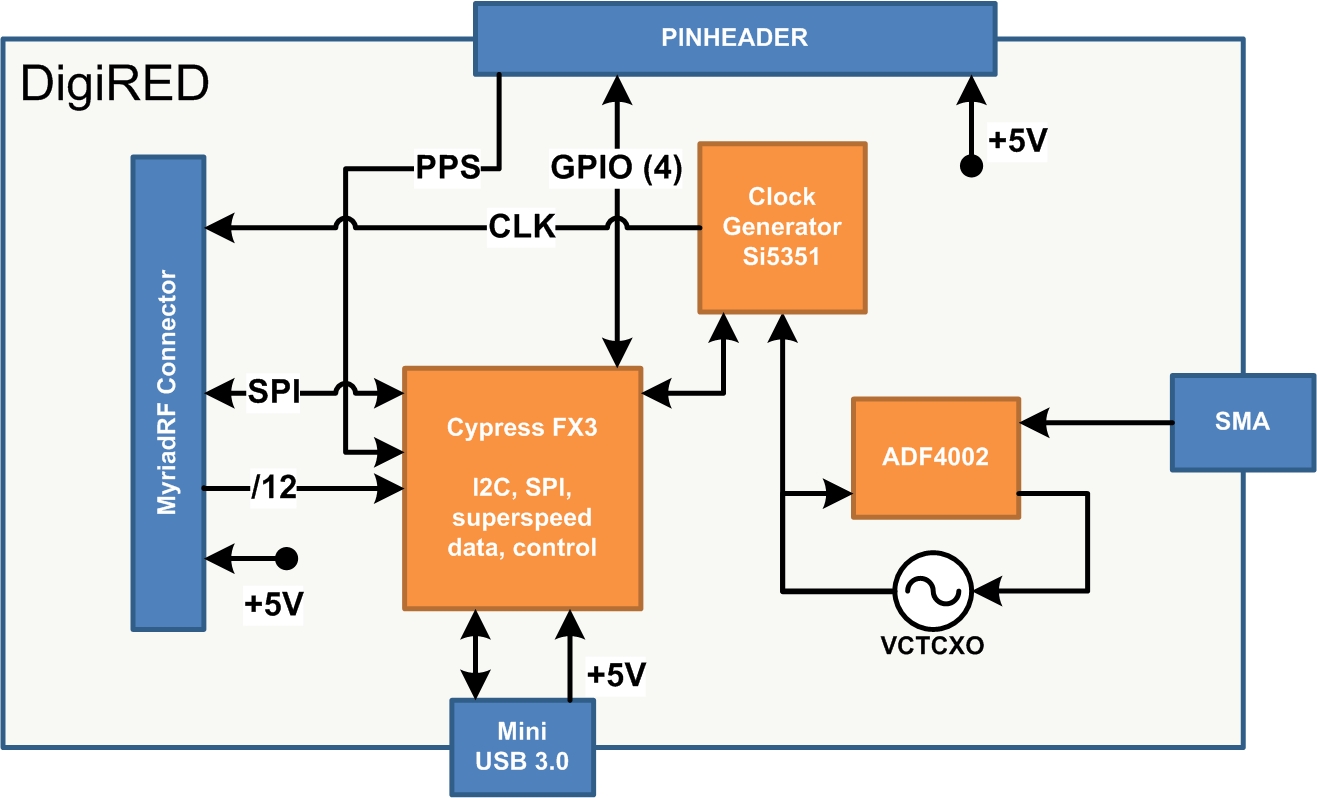 PINHEADER
DigiRED
+5V
PPS
GPIO (4)
Clock
Generator
Si5351
CLK
MyriadRF Connector
SPI
Cypress FX3
I2C, SPI,
superspeed
data, control
/12
+5V
ADF4002
SMA
VCTCXO
+5V
Mini
USB 3.0